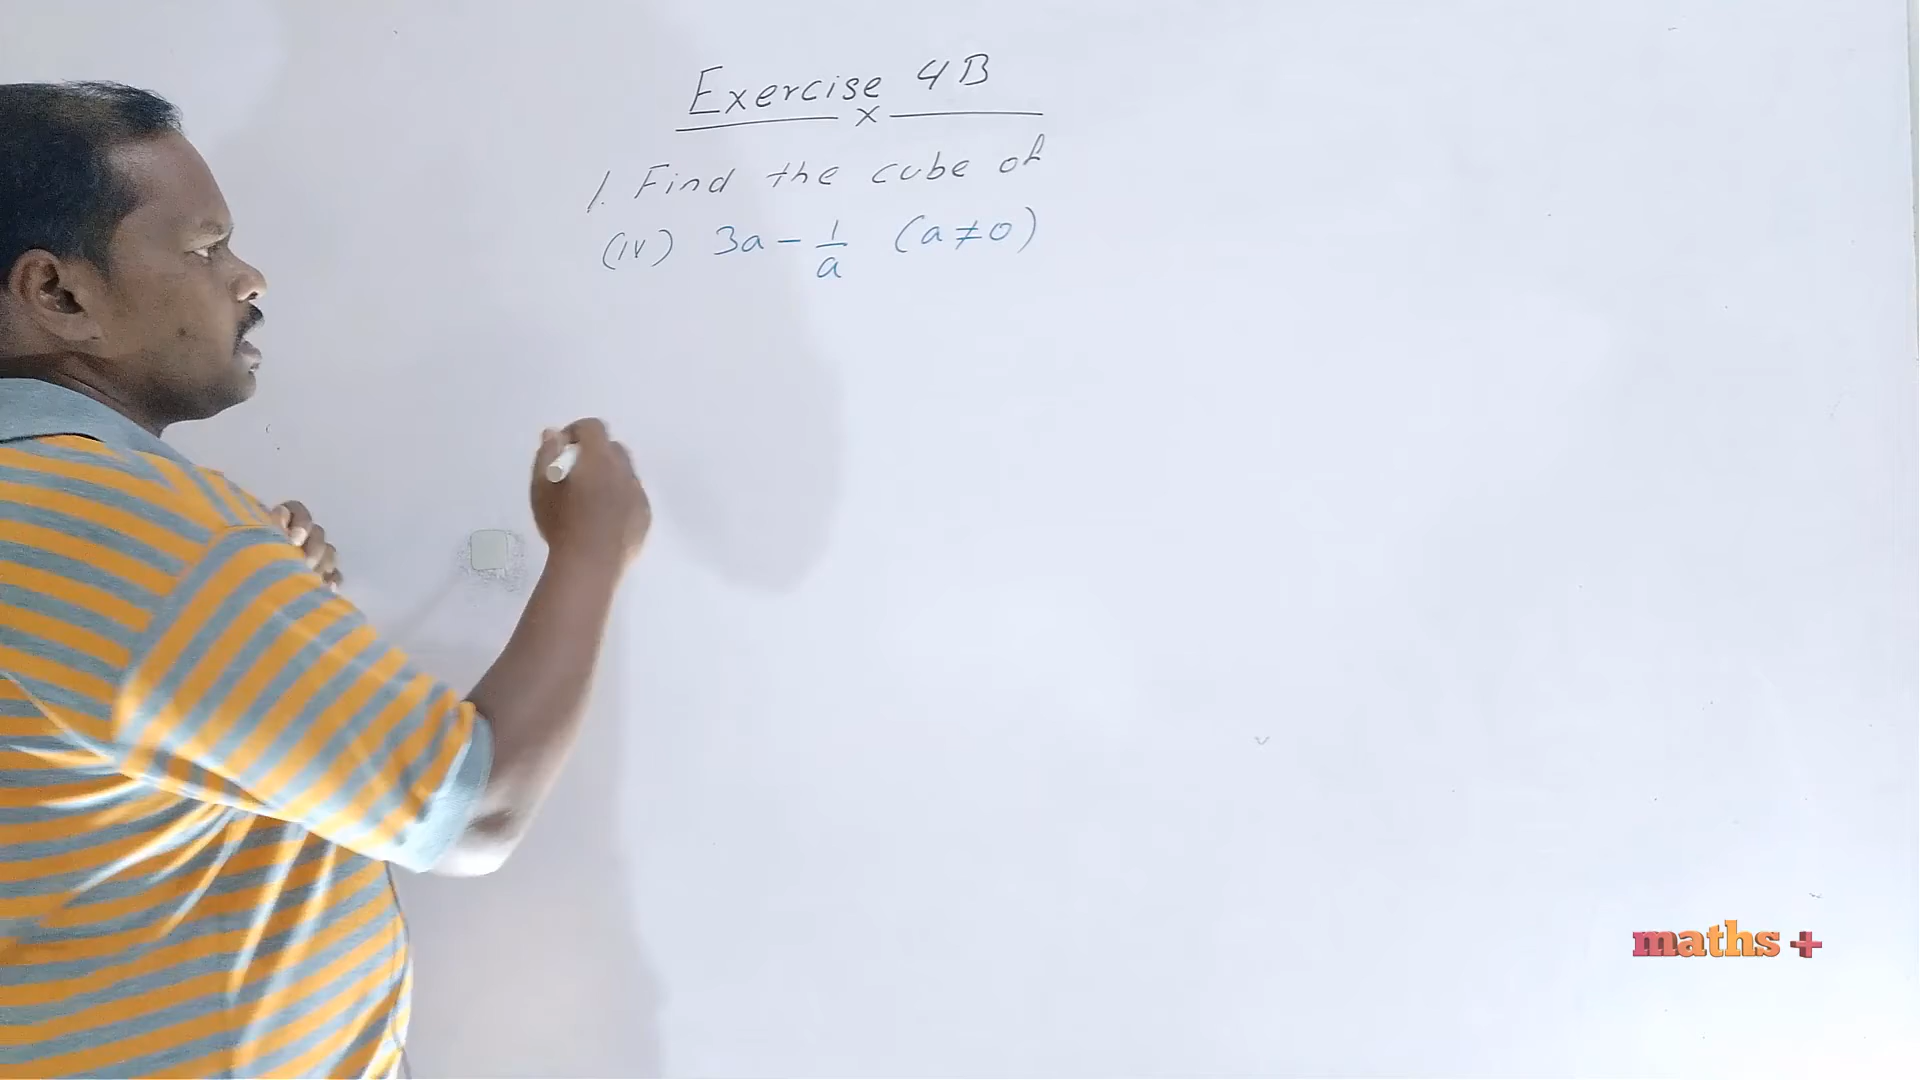 Exercise 4B
x
1. Find the cube of
(iv) 3a - 1/a (a ≠ 0)
maths +